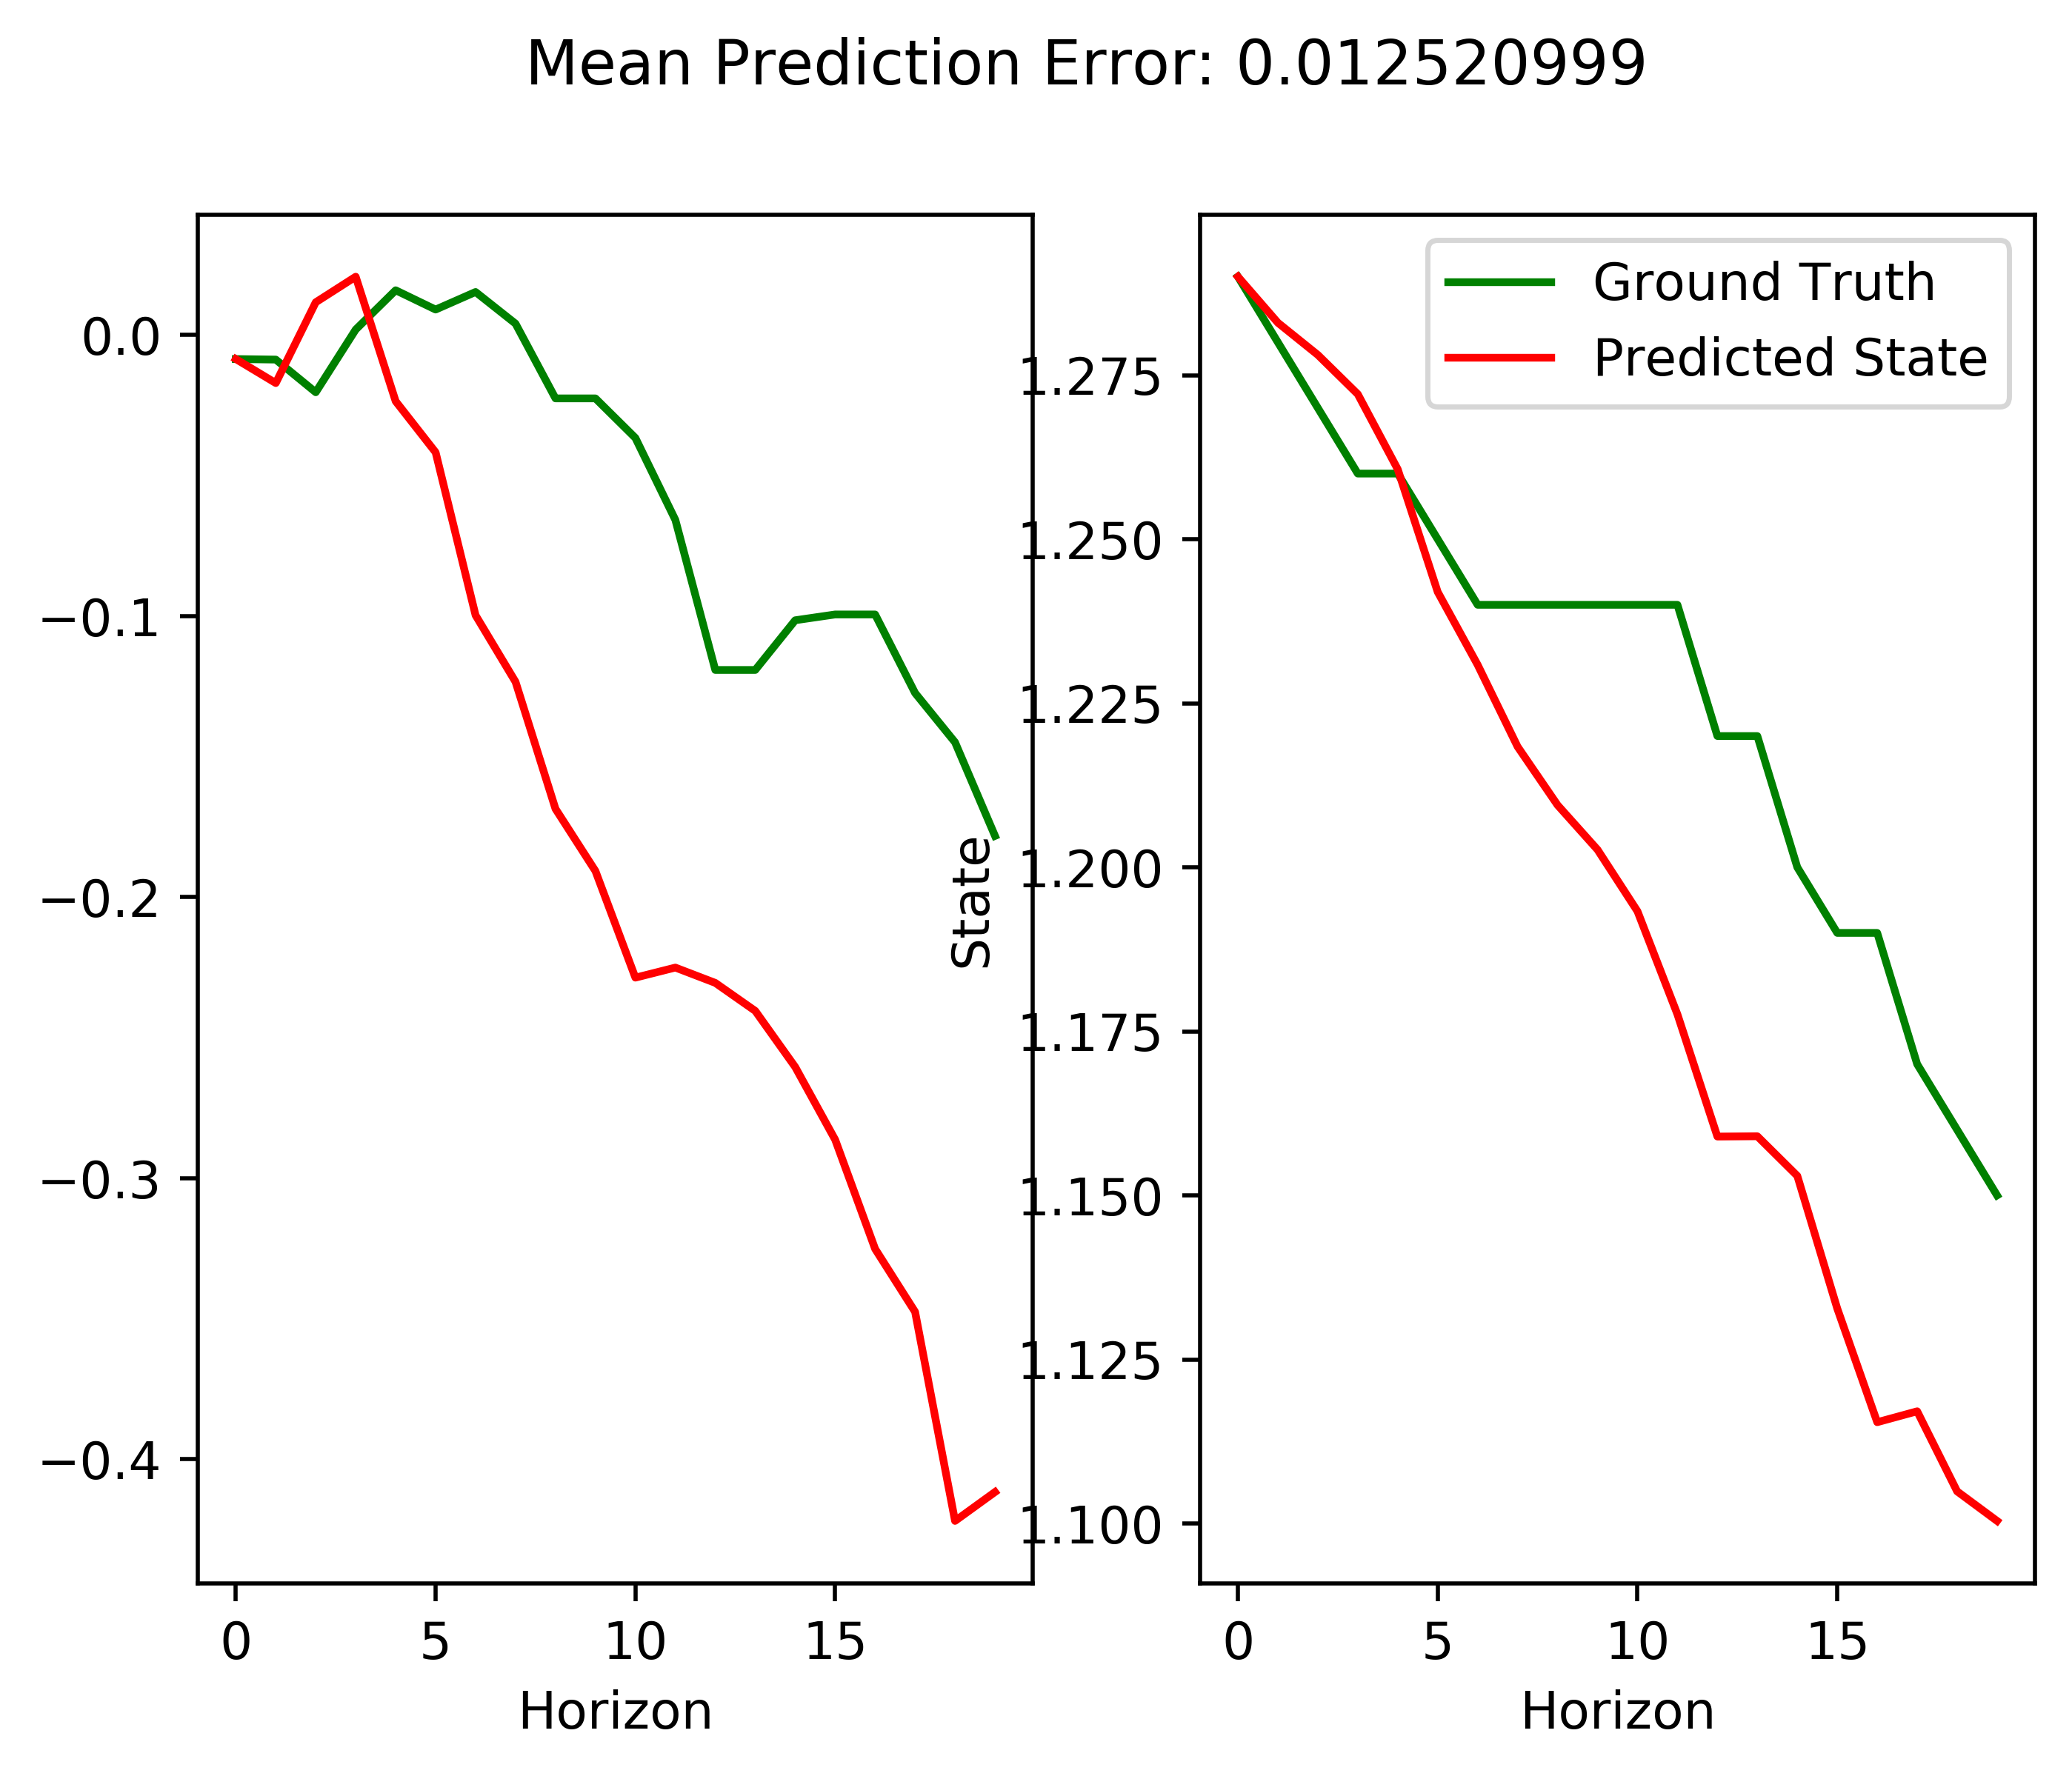 Mean Prediction Error: 0.012520999
0.0
−0.1
−0.2
−0.3
−0.4
0 5 10 15
Horizon
State
1.275
1.250
1.225
1.200
1.175
1.150
1.125
1.100
Ground Truth
Predicted State
0 5 10 15
Horizon